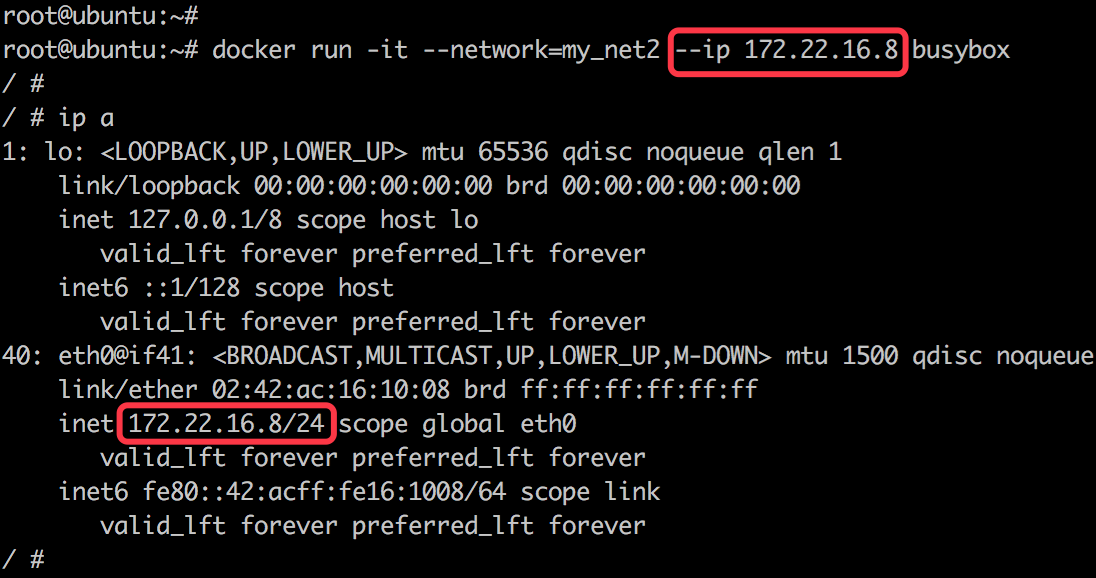 root@ubuntu:~#
root@ubuntu:~# docker run -it --network=my_net2 --ip 172.22.16.8 busybox
/ #
/ # ip a
1: lo: <LOOPBACK,UP,LOWER_UP> mtu 65536 qdisc noqueue qlen 1
    link/loopback 00:00:00:00:00:00 brd 00:00:00:00:00:00
    inet 127.0.0.1/8 scope host lo
       valid_lft forever preferred_lft forever
    inet6 ::1/128 scope host
       valid_lft forever preferred_lft forever
40: eth0@if41: <BROADCAST,MULTICAST,UP,LOWER_UP,M-DOWN> mtu 1500 qdisc noqueue
    link/ether 02:42:ac:16:10:08 brd ff:ff:ff:ff:ff:ff
    inet 172.22.16.8/24 scope global eth0
       valid_lft forever preferred_lft forever
    inet6 fe80::42:acff:fe16:1008/64 scope link
       valid_lft forever preferred_lft forever
/ #